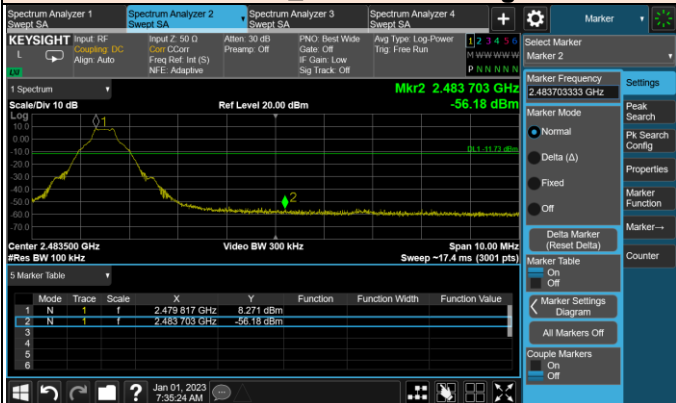 Spectrum Analyzer 1
Swept SA
Spectrum Analyzer 2
Swept SA
Spectrum Analyzer 3
Swept SA
Spectrum Analyzer 4
Swept SA
+
Marker
KEYSIGHT
L
LV
Input: RF
Coupling: DC
Align: Auto
Input Z: 50 Ω
Corr CCorr
Freq Ref: Int (S)
NFE: Adaptive
Atten: 30 dB
Preamp: Off
PNO: Best Wide
Gate: Off
IF Gain: Low
Sig Track: Off
Avg Type: Log-Power
Trig: Free Run
1 2 3 4 5 6
M W W W W W
P N N N N N
Select Marker
Marker 2
1 Spectrum
Mkr2 2.483 703 GHz
-56.18 dBm
Scale/Div 10 dB
Ref Level 20.00 dBm
Log
10.0
0.00
-10.0
-20.0
-30.0
-40.0
-50.0
-60.0
-70.0
1
2
DL1 -11.73 dBm
Center 2.483500 GHz
#Res BW 100 kHz
Video BW 300 kHz
Span 10.00 MHz
Sweep ~17.4 ms (3001 pts)
5 Marker Table
Mode Trace Scale X Y Function Function Width Function Value
1 N 1 f 2.479 817 GHz 8.271 dBm
2 N 1 f 2.483 703 GHz -56.18 dBm
3
4
5
6
Marker Frequency
2.483703333 GHz
Marker Mode
Normal
Delta (Δ)
Fixed
Off
Delta Marker
(Reset Delta)
Marker Table
On
Off
Marker Settings
Diagram
All Markers Off
Couple Markers
On
Off
Settings
Peak
Search
Pk Search
Config
Properties
Marker
Function
Marker→
Counter
?
Jan 01, 2023
7:35:24 AM